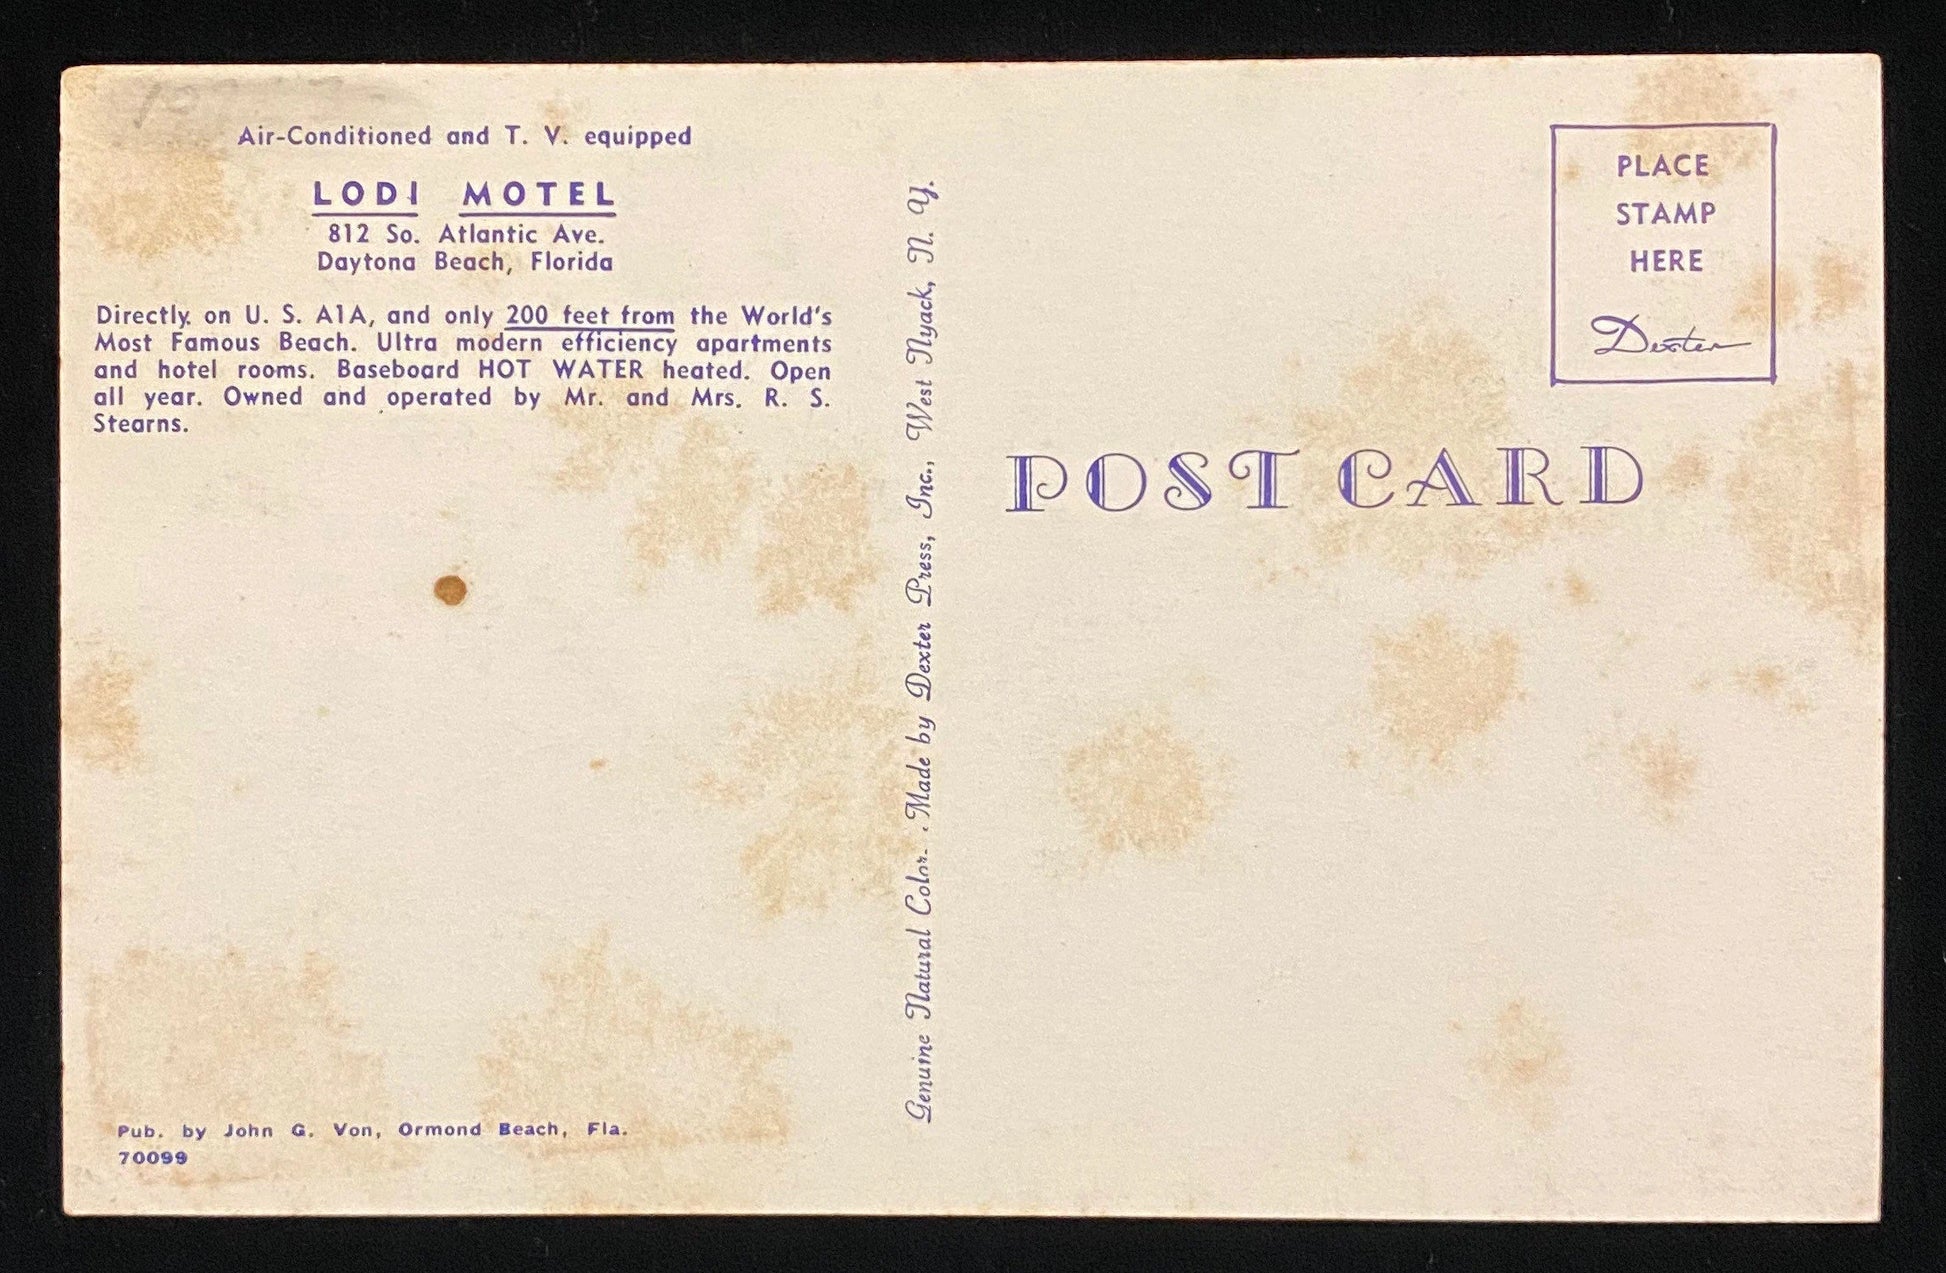 Air-Conditioned and T. V. equipped
LODI MOTEL
812 So. Atlantic Ave.
Daytona Beach, Florida
Directly on U. S. A1A, and only 200 feet from the World's
Most Famous Beach. Ultra modern efficiency apartments
and hotel rooms. Baseboard HOT WATER heated. Open
all year. Owned and operated by Mr. and Mrs. R. S.
Stearns.
Pub. by John G. Von, Ormond Beach, Fla.
70099
Genuine Natural Color. Made by Dexter Press, Inc., West Nyack, N. Y.
PLACE
STAMP
HERE
Dexter
POST CARD